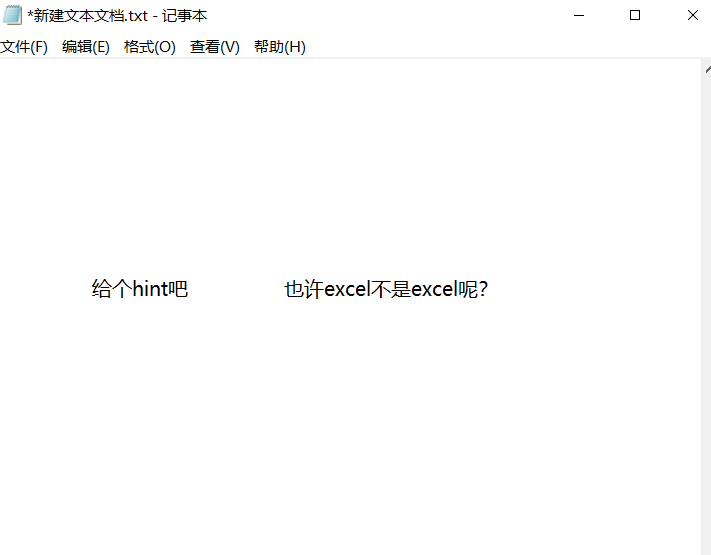 *新建文本文档.txt - 记事本
文件(F) 编辑(E) 格式(O) 查看(V) 帮助(H)
给个hint吧 也许excel不是excel呢?